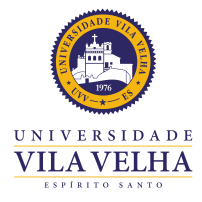 UNIVERSIDADE VILA VELHA
1976
UVV ★ ES
UNIVERSIDADE
VILA VELHA
ESPÍRITO SANTO